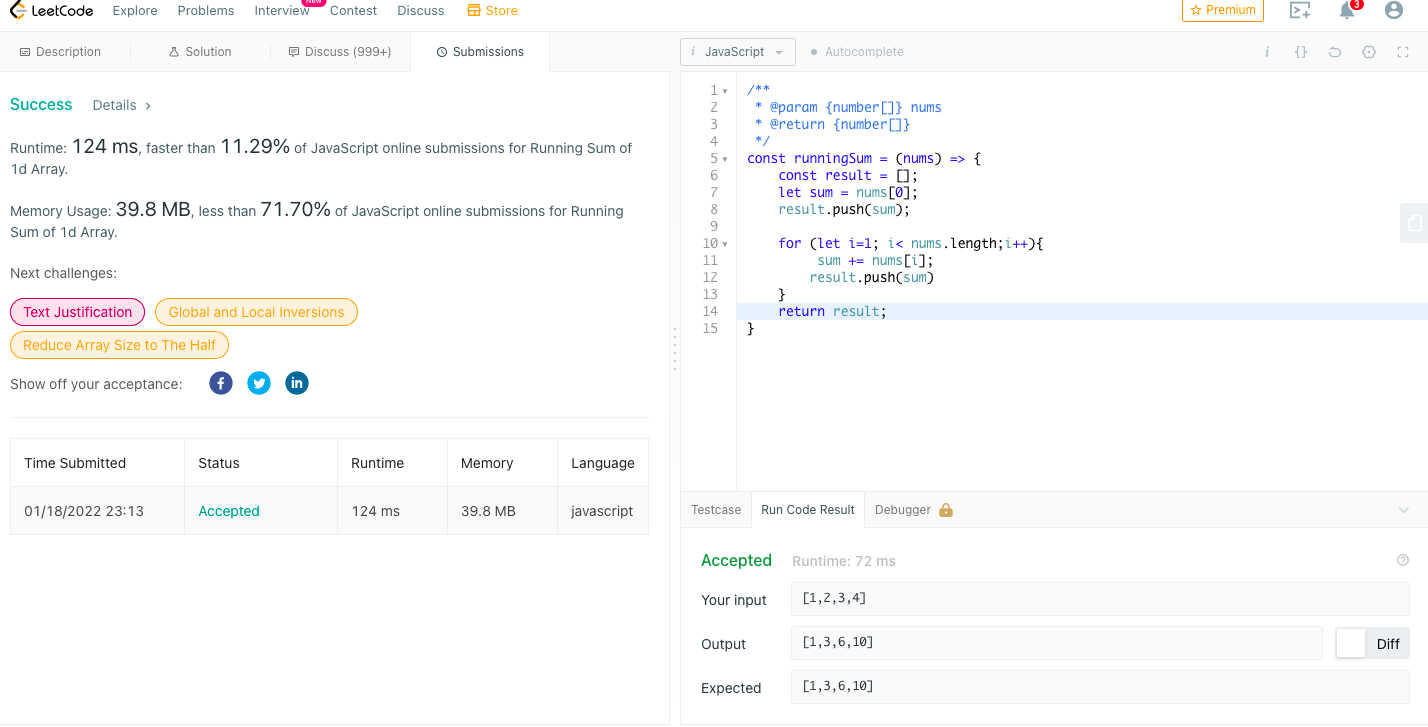 LeetCode Explore Problems Interview New Contest Discuss Store Premium 3
Description Solution Discuss (999+) Submissions
Success Details >
Runtime: 124 ms, faster than 11.29% of JavaScript online submissions for Running Sum of
1d Array.
Memory Usage: 39.8 MB, less than 71.70% of JavaScript online submissions for Running
Sum of 1d Array.
Next challenges:
Text Justification Global and Local Inversions
Reduce Array Size to The Half
Show off your acceptance:
Time Submitted Status Runtime Memory Language
01/18/2022 23:13 Accepted 124 ms 39.8 MB javascript
i JavaScript Autocomplete i {}
1 /**
2  * @param {number[]} nums
3  * @return {number[]}
4  */
5 const runningSum = (nums) => {
6     const result = [];
7     let sum = nums[0];
8     result.push(sum);
9
10     for (let i=1; i< nums.length;i++){
11          sum += nums[i];
12         result.push(sum)
13     }
14     return result;
15 }
Testcase Run Code Result Debugger
Accepted Runtime: 72 ms
Your input [1,2,3,4]
Output [1,3,6,10] Diff
Expected [1,3,6,10]